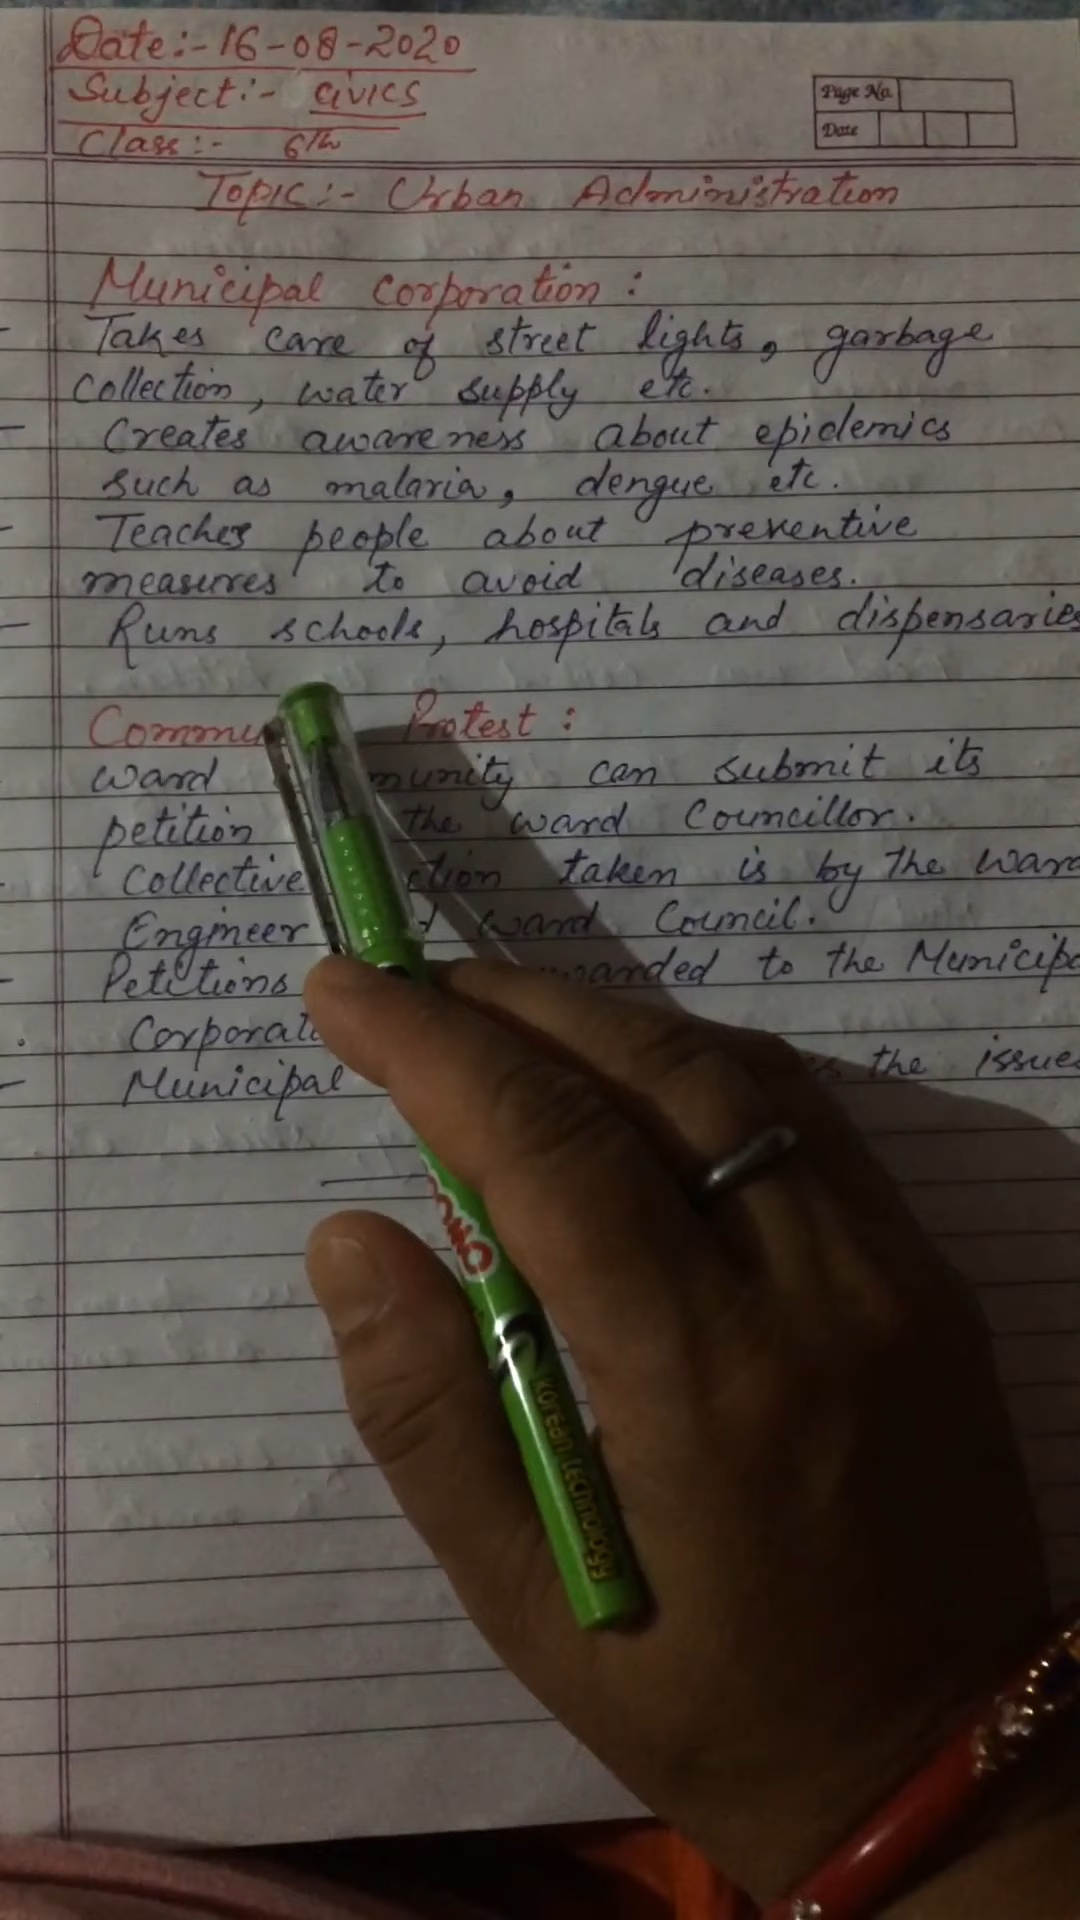 Date:- 16-08-2020
Subject:- civics
Class:- 6th
Page No.
Date
Topic:- Urban Administration
Municipal corporation:
- Takes care of street lights, garbage
collection, water supply etc.
- Creates awareness about epidemics
such as malaria, dengue etc.
- Teaches people about preventive
measures to avoid diseases.
- Runs schools, hospitals and dispensaries
Protest:
ward can submit its
petition the ward Councillor.
- Collective taken is by the ward
Engineer ward Council.
- Petitions to the Municipa
- Municipal the issue
korean technology